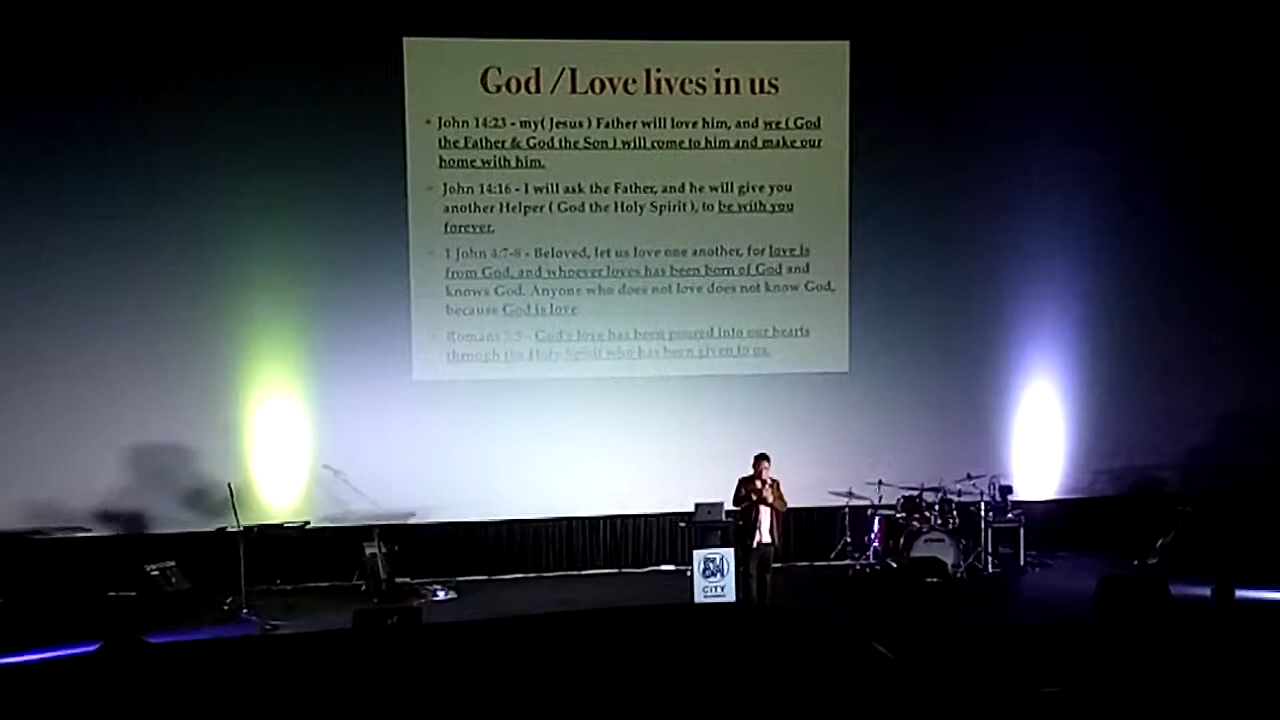 God /Love lives in us
• John 14:23 - my( Jesus ) Father will love him, and we ( God
the Father & God the Son ) will come to him and make our
home with him.
• John 14:16 - I will ask the Father, and he will give you
another Helper ( God the Holy Spirit ), to be with you
forever.
• 1 John 4:7-8 - Beloved, let us love one another, for love is
from God, and whoever loves has been born of God and
knows God. Anyone who does not love does not know God,
because God is love
• Romans 5:5 - God's love has been poured into our hearts
through the Holy Spirit who has been given to us.
SM
CITY